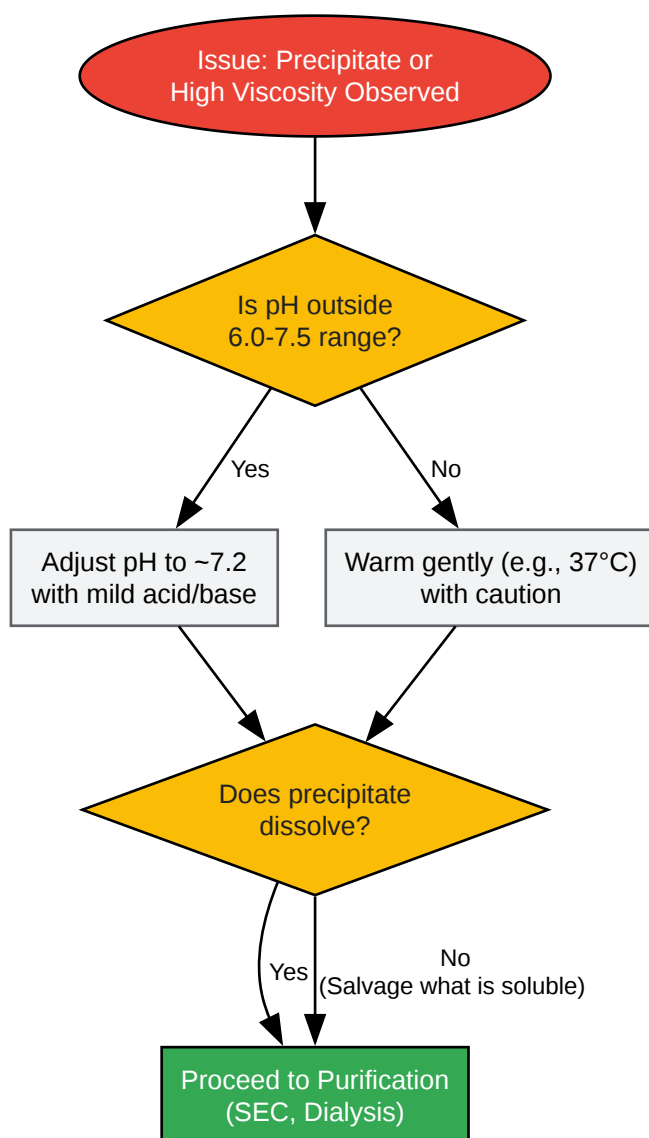 Issue: Precipitate or
High Viscosity Observed
Is pH outside
6.0-7.5 range?
Yes
No
Adjust pH to ~7.2
with mild acid/base
Warm gently (e.g., 37°C)
with caution
Does precipitate
dissolve?
Yes
No
(Salvage what is soluble)
Proceed to Purification
(SEC, Dialysis)